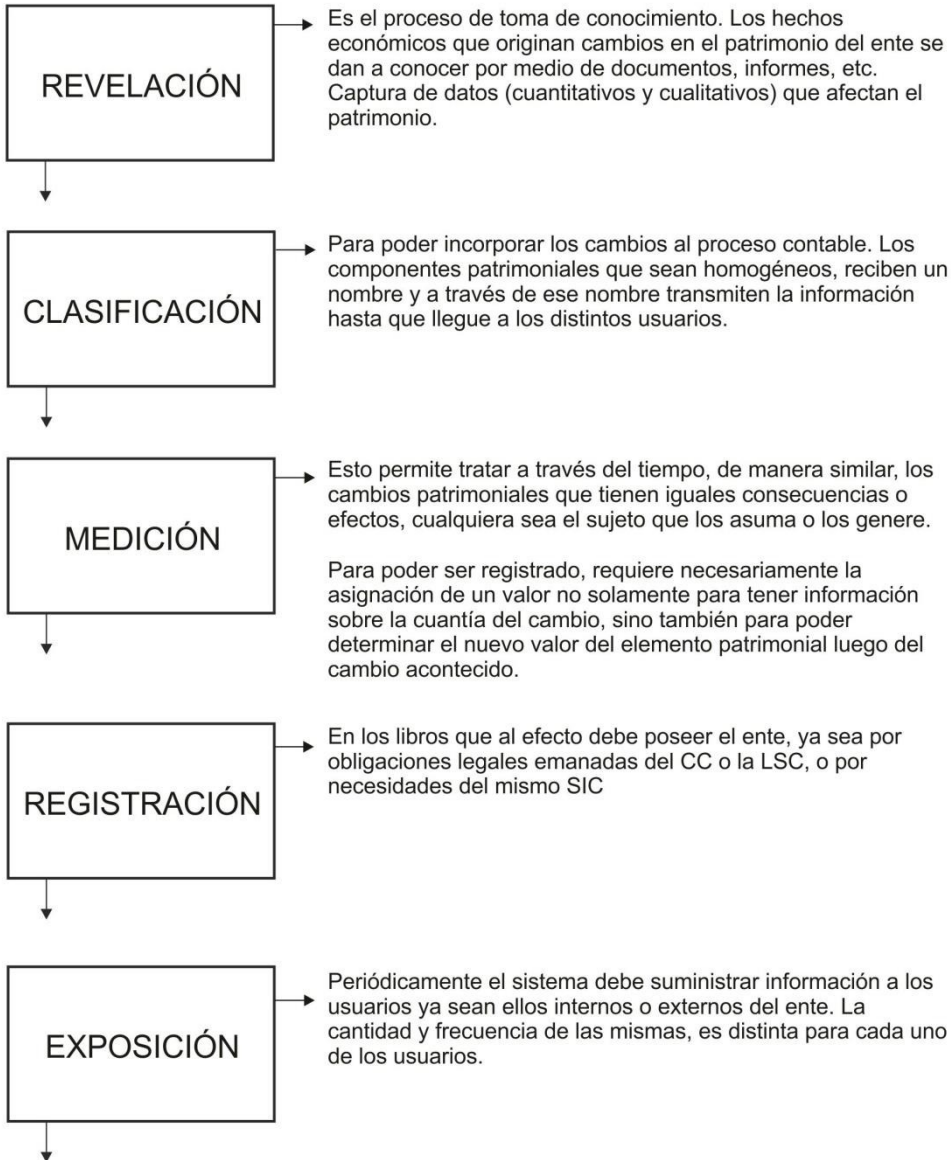 REVELACIÓN
Es el proceso de toma de conocimiento. Los hechos
económicos que originan cambios en el patrimonio del ente se
dan a conocer por medio de documentos, informes, etc.
Captura de datos (cuantitativos y cualitativos) que afectan el
patrimonio.
CLASIFICACIÓN
Para poder incorporar los cambios al proceso contable. Los
componentes patrimoniales que sean homogéneos, reciben un
nombre y a través de ese nombre transmiten la información
hasta que llegue a los distintos usuarios.
MEDICIÓN
Esto permite tratar a través del tiempo, de manera similar, los
cambios patrimoniales que tienen iguales consecuencias o
efectos, cualquiera sea el sujeto que los asuma o los genere.
Para poder ser registrado, requiere necesariamente la
asignación de un valor no solamente para tener información
sobre la cuantía del cambio, sino también para poder
determinar el nuevo valor del elemento patrimonial luego del
cambio acontecido.
REGISTRACIÓN
En los libros que al efecto debe poseer el ente, ya sea por
obligaciones legales emanadas del CC o la LSC, o por
necesidades del mismo SIC
EXPOSICIÓN
Periódicamente el sistema debe suministrar información a los
usuarios ya sean ellos internos o externos del ente. La
cantidad y frecuencia de las mismas, es distinta para cada uno
de los usuarios.